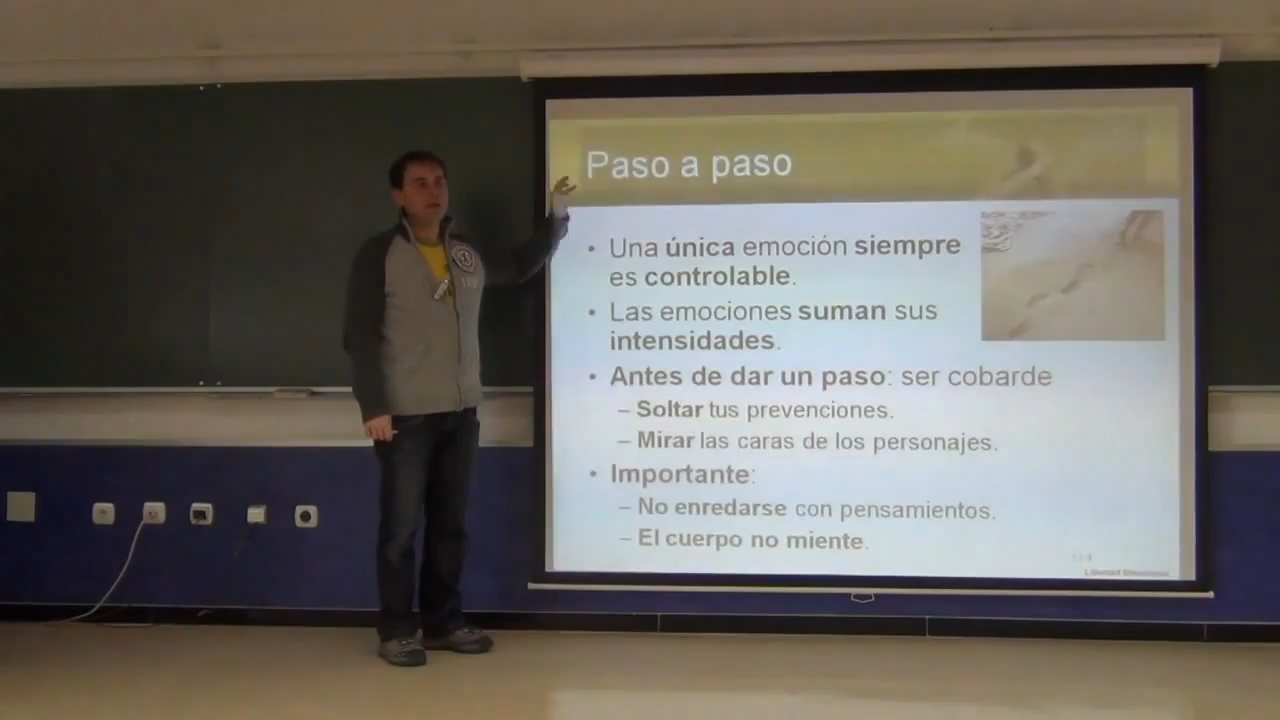 Paso a paso
• Una única emoción siempre
es controlable.
• Las emociones suman sus
intensidades.
• Antes de dar un paso: ser cobarde
– Soltar tus prevenciones.
– Mirar las caras de los personajes.
• Importante:
– No enredarse con pensamientos.
– El cuerpo no miente.
Libertad